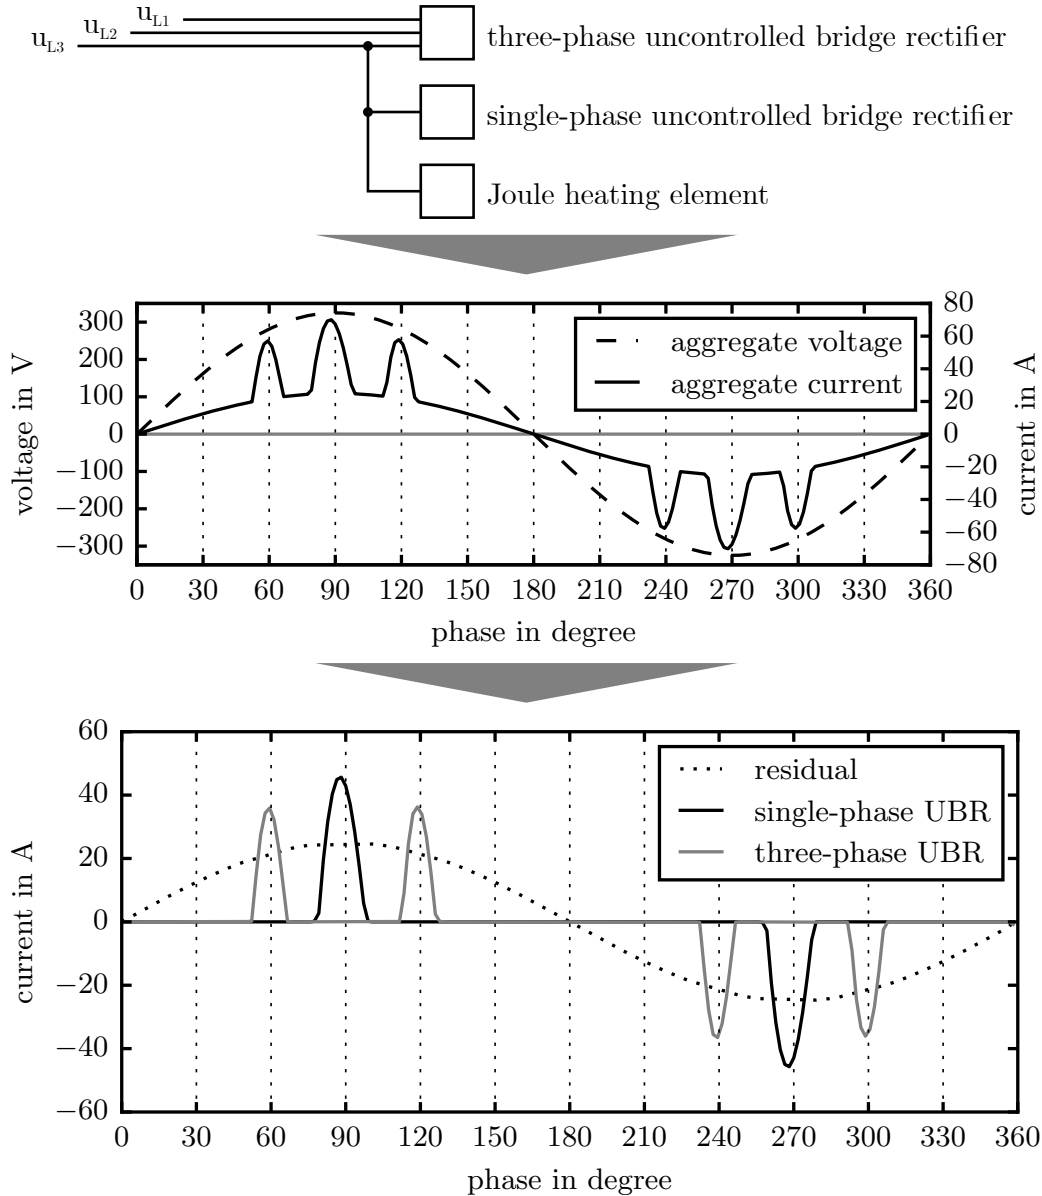 u_L1
u_L2
u_L3
three-phase uncontrolled bridge rectifier
single-phase uncontrolled bridge rectifier
Joule heating element
voltage in V
300
200
100
0
−100
−200
−300
80
60
40
20
0
−20
−40
−60
−80
current in A
aggregate voltage
aggregate current
0 30 60 90 120 150 180 210 240 270 300 330 360
phase in degree
current in A
60
40
20
0
−20
−40
−60
residual
single-phase UBR
three-phase UBR
0 30 60 90 120 150 180 210 240 270 300 330 360
phase in degree